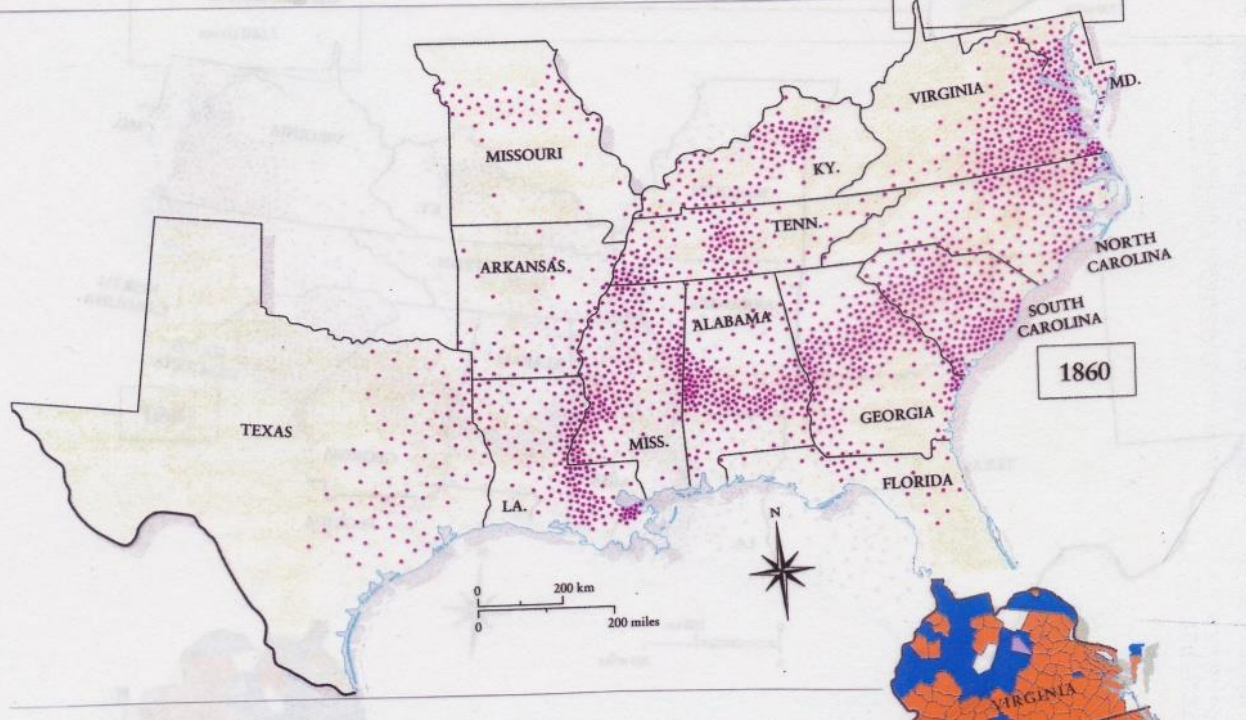 VIRGINIA
MD.
MISSOURI
KY.
TENN.
ARKANSAS
NORTH
CAROLINA
ALABAMA
SOUTH
CAROLINA
1860
TEXAS
GEORGIA
MISS.
FLORIDA
LA.
N
0
200 km
0
200 miles
VIRGINIA